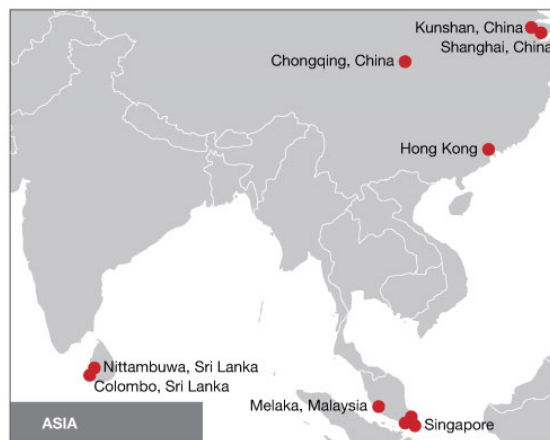 Kunshan, China
Shanghai, China
Chongqing, China
Hong Kong
Nittambuwa, Sri Lanka
Colombo, Sri Lanka
Melaka, Malaysia
Singapore
ASIA